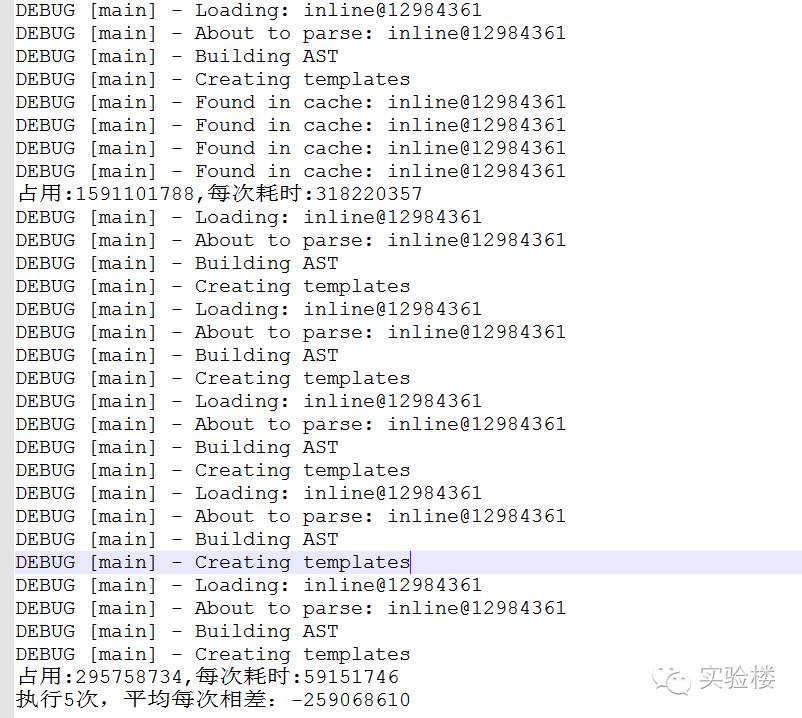 DEBUG [main] - Loading: inline@12984361
DEBUG [main] - About to parse: inline@12984361
DEBUG [main] - Building AST
DEBUG [main] - Creating templates
DEBUG [main] - Found in cache: inline@12984361
DEBUG [main] - Found in cache: inline@12984361
DEBUG [main] - Found in cache: inline@12984361
DEBUG [main] - Found in cache: inline@12984361
占用:1591101788,每次耗时:318220357
DEBUG [main] - Loading: inline@12984361
DEBUG [main] - About to parse: inline@12984361
DEBUG [main] - Building AST
DEBUG [main] - Creating templates
DEBUG [main] - Loading: inline@12984361
DEBUG [main] - About to parse: inline@12984361
DEBUG [main] - Building AST
DEBUG [main] - Creating templates
DEBUG [main] - Loading: inline@12984361
DEBUG [main] - About to parse: inline@12984361
DEBUG [main] - Building AST
DEBUG [main] - Creating templates
DEBUG [main] - Loading: inline@12984361
DEBUG [main] - About to parse: inline@12984361
DEBUG [main] - Building AST
DEBUG [main] - Creating templates
DEBUG [main] - Loading: inline@12984361
DEBUG [main] - About to parse: inline@12984361
DEBUG [main] - Building AST
DEBUG [main] - Creating templates
占用:295758734,每次耗时:59151746
执行5次，平均每次相差：-259068610
实验楼